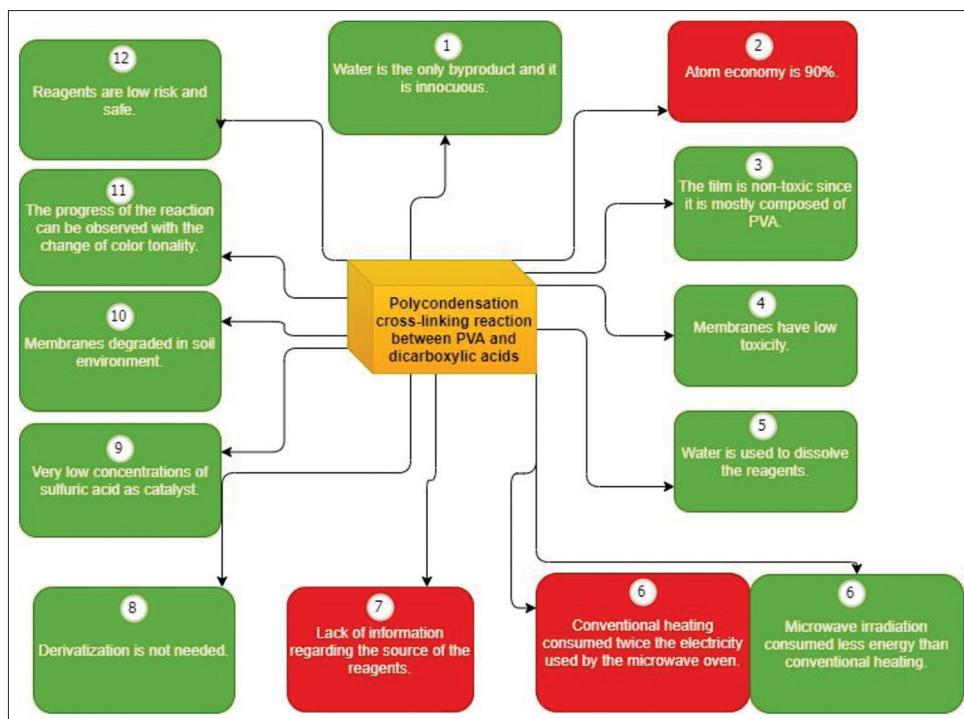 12
Reagents are low risk and
safe.
1
Water is the only byproduct and it
is innocuous.
2
Atom economy is 90%.
11
The progress of the reaction
can be observed with the
change of color tonality.
3
The film is non-toxic since
it is mostly composed of
PVA.
Polycondensation
cross-linking reaction
between PVA and
dicarboxylic acids
10
Membranes degraded in soil
environment.
4
Membranes have low
toxicity.
9
Very low concentrations of
sulfuric acid as catalyst.
5
Water is used to dissolve
the reagents.
8
Derivatization is not needed.
7
Lack of information
regarding the source of the
reagents.
6
Conventional heating
consumed twice the electricity
used by the microwave oven.
6
Microwave irradiation
consumed less energy than
conventional heating.